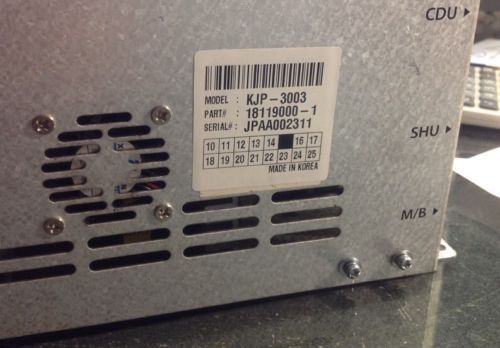 CDU
MODEL : KJP-3003
PART# : 18119000-1
SERIAL# : JPAA002311
10 11 12 13 14 16 17
18 19 20 21 22 23 24 25
MADE IN KOREA
SHU
M/B